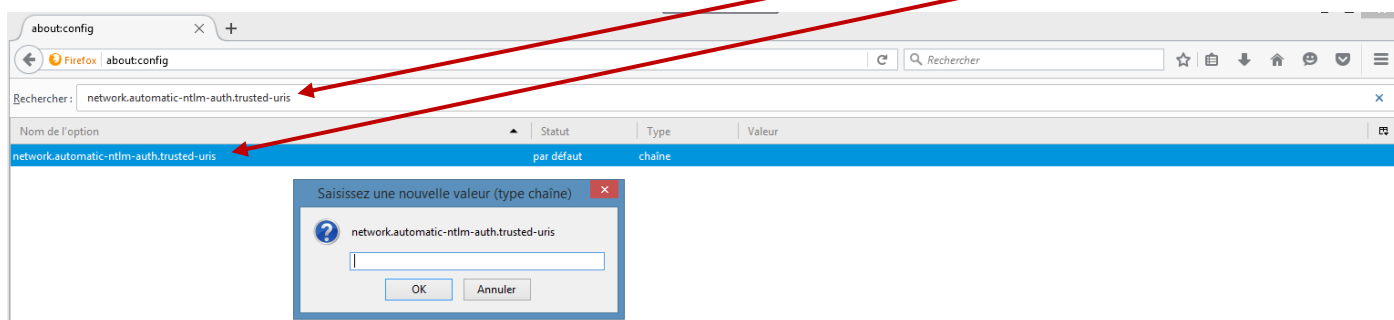 about:config
Firefox about:config
Rechercher
Rechercher : network.automatic-ntlm-auth.trusted-uris
Nom de l'option Statut Type Valeur
network.automatic-ntlm-auth.trusted-uris par défaut chaîne
Saisissez une nouvelle valeur (type chaîne)
network.automatic-ntlm-auth.trusted-uris
OK Annuler